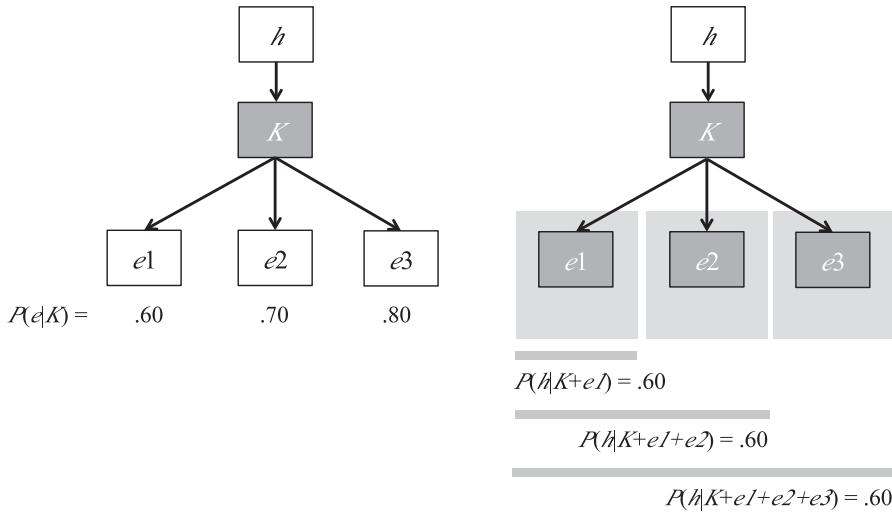 h
K
e1 e2 e3
P(e|K) = .60 .70 .80
h
K
e1 e2 e3
P(h|K+e1) = .60
P(h|K+e1+e2) = .60
P(h|K+e1+e2+e3) = .60